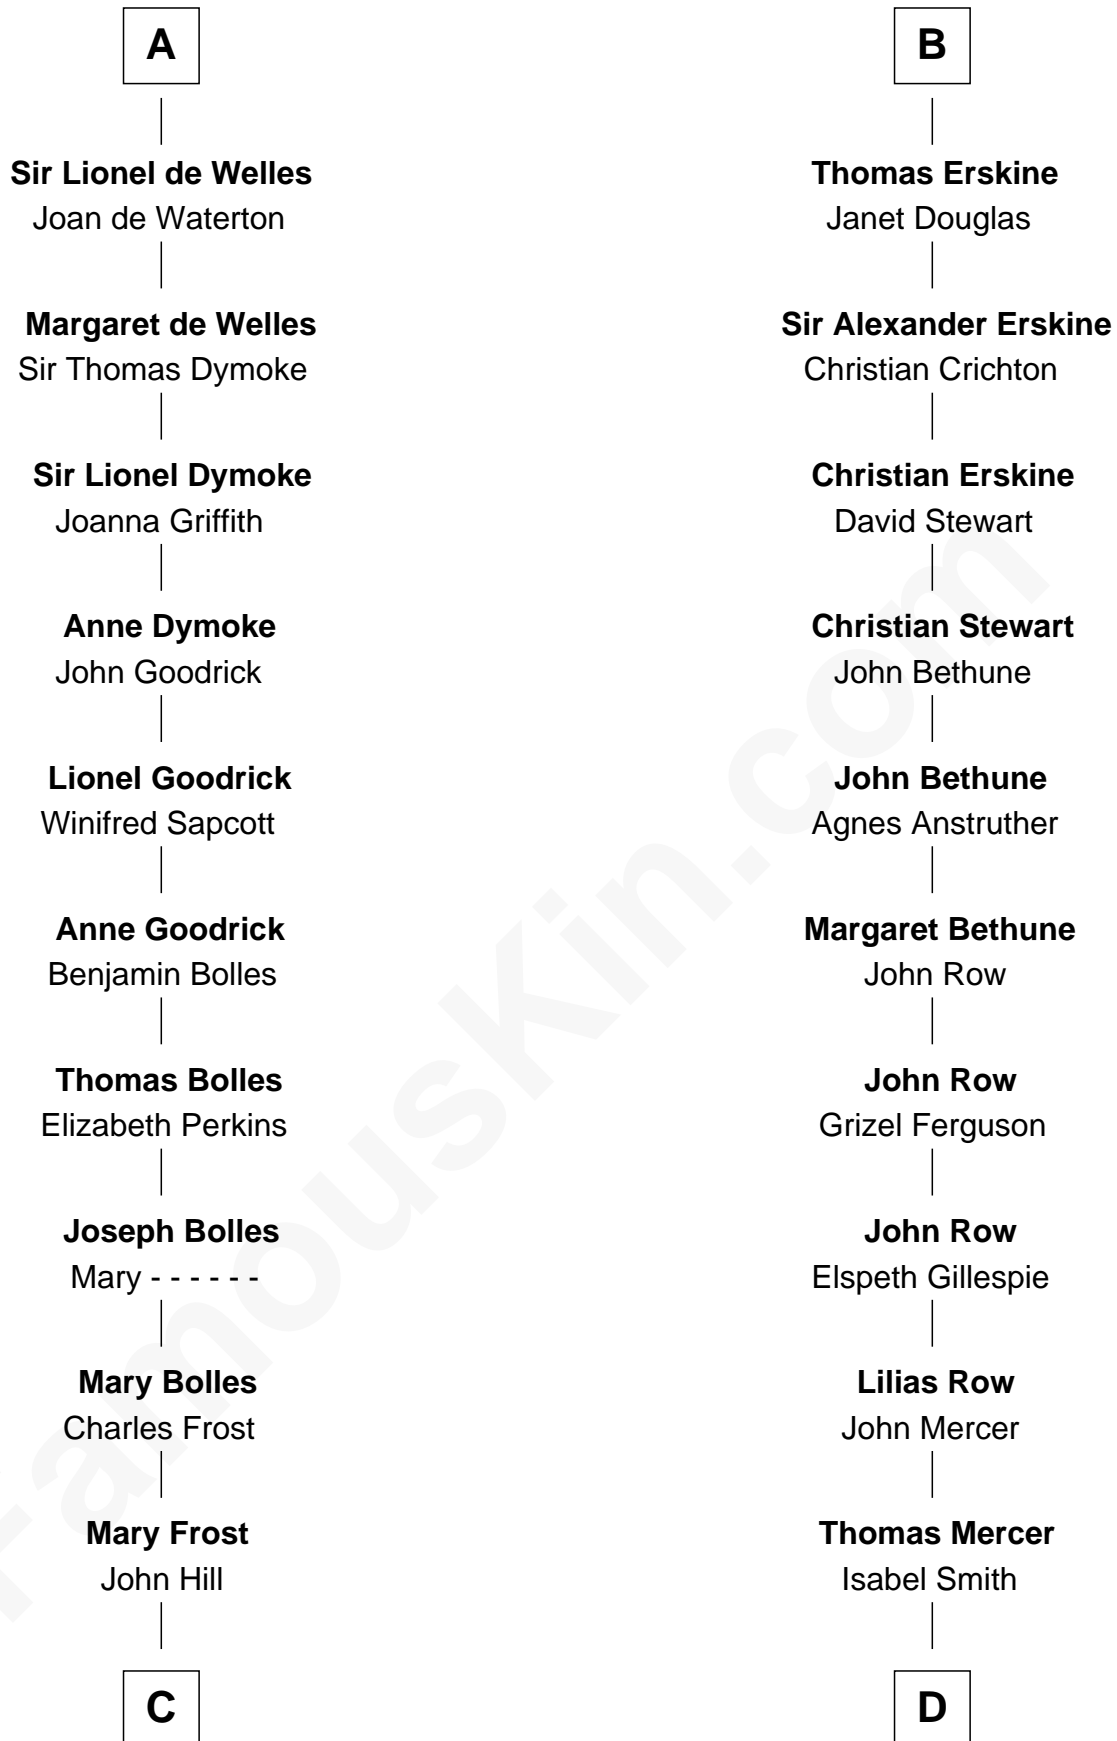 A
Sir Lionel de Welles
Joan de Waterton
Margaret de Welles
Sir Thomas Dymoke
Sir Lionel Dymoke
Joanna Griffith
Anne Dymoke
John Goodrick
Lionel Goodrick
Winifred Sapcott
Anne Goodrick
Benjamin Bolles
Thomas Bolles
Elizabeth Perkins
Joseph Bolles
Mary - - - - - -
Mary Bolles
Charles Frost
Mary Frost
John Hill
C
B
Thomas Erskine
Janet Douglas
Sir Alexander Erskine
Christian Crichton
Christian Erskine
David Stewart
Christian Stewart
John Bethune
John Bethune
Agnes Anstruther
Margaret Bethune
John Row
John Row
Grizel Ferguson
John Row
Elspeth Gillespie
Lilias Row
John Mercer
Thomas Mercer
Isabel Smith
D
FamousKin.com